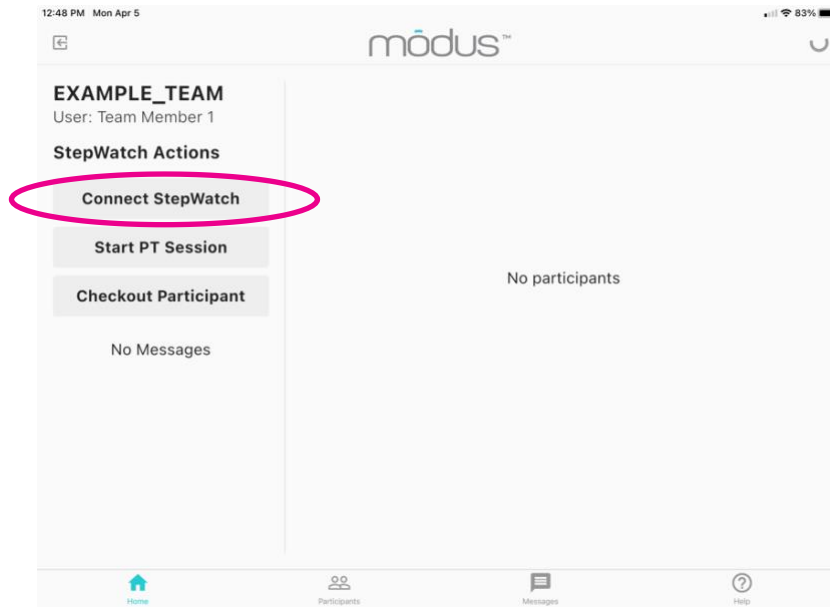 12:48 PM Mon Apr 5
83%
mōdus™
EXAMPLE_TEAM
User: Team Member 1
StepWatch Actions
Connect StepWatch
Start PT Session
Checkout Participant
No Messages
No participants
Home
Participants
Messages
Help